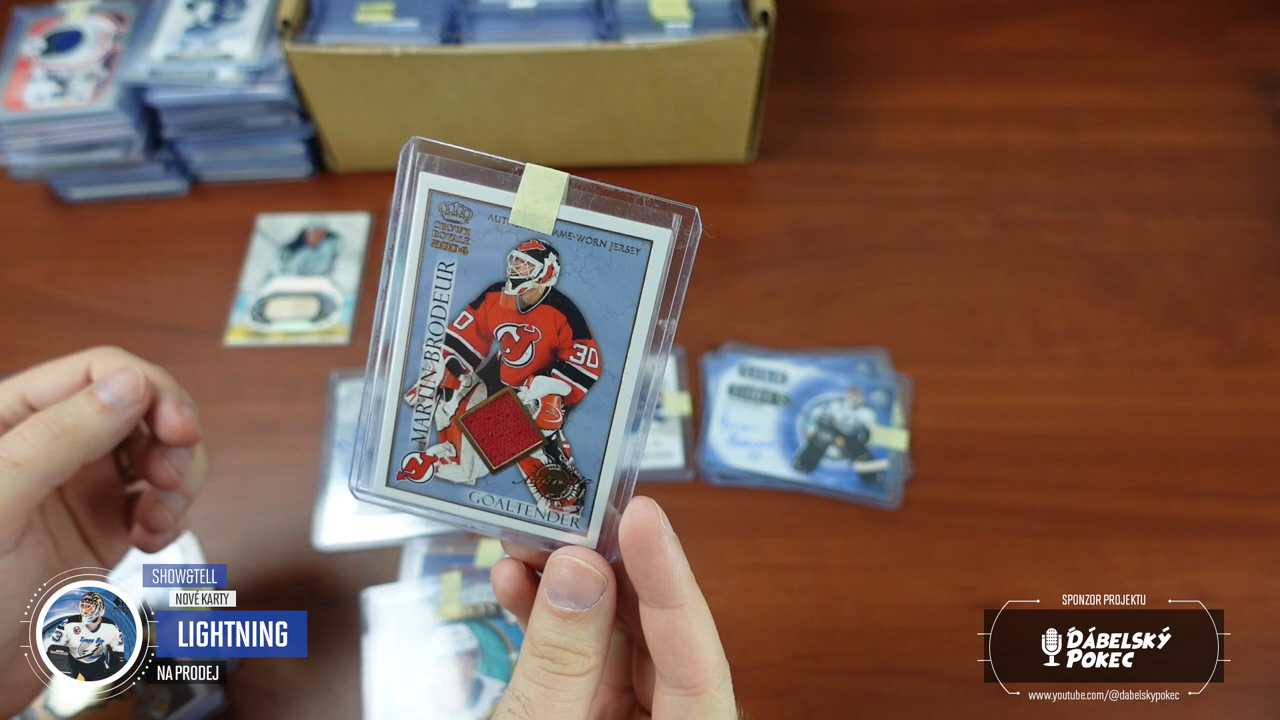 CROWN
ROYALE
2004
AUT
AME-WORN JERSEY
MARTIN BRODEUR
30
30
GOALTENDER
SHOW&TELL
NOVÉ KARTY
LIGHTNING
NA PRODEJ
SPONZOR PROJEKTU
ĎÁBELSKÝ
POKEC
www.youtube.com/@dabelskypokec